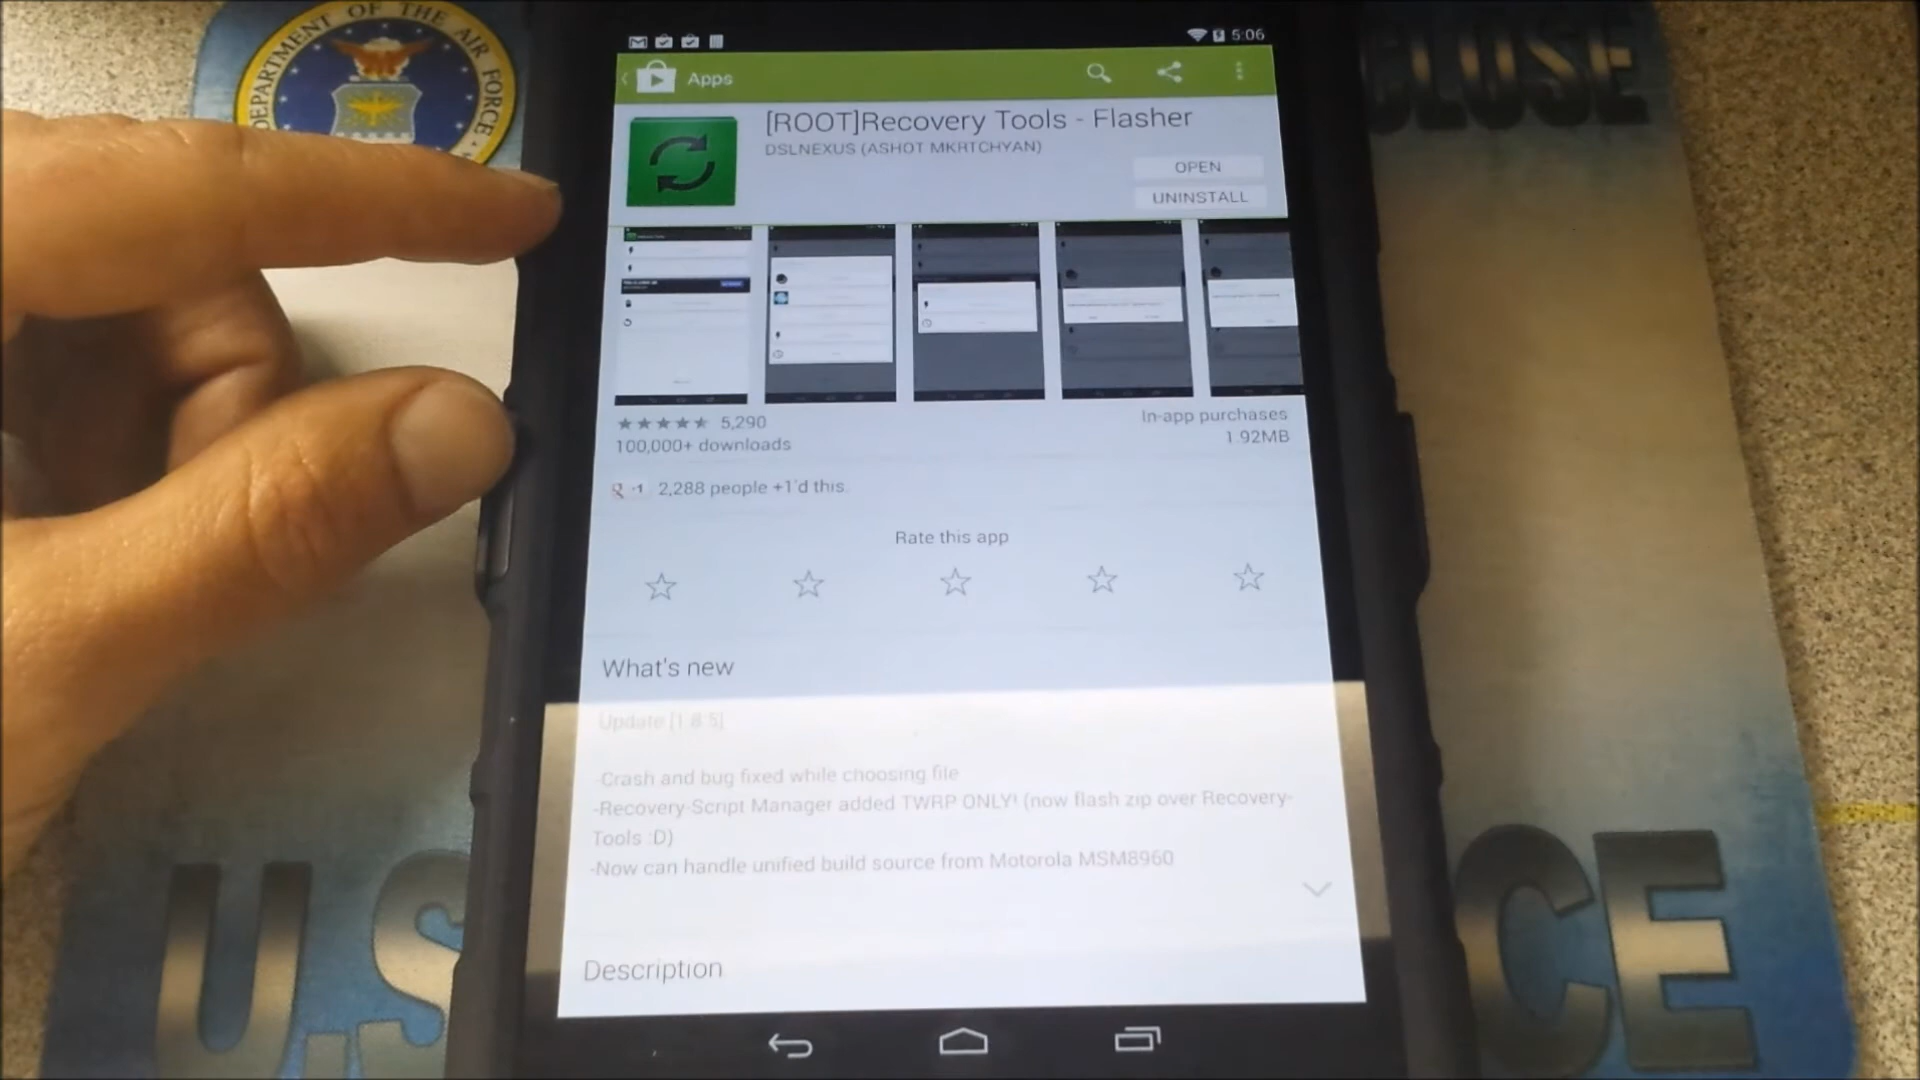 DEPARTMENT OF THE AIR FORCE
CLOSE
5:06
Apps
[ROOT]Recovery Tools - Flasher
DSLNEXUS (ASHOT MKRTCHYAN)
OPEN
UNINSTALL
5,290
In-app purchases
100,000+ downloads
1.92MB
g +1 2,288 people +1'd this.
Rate this app
What's new
Update [1.8.5]
-Crash and bug fixed while choosing file
-Recovery-Script Manager added TWRP ONLY! (now flash zip over Recovery-
Tools :D)
-Now can handle unified build source from Motorola MSM8960
Description
U.S
CE